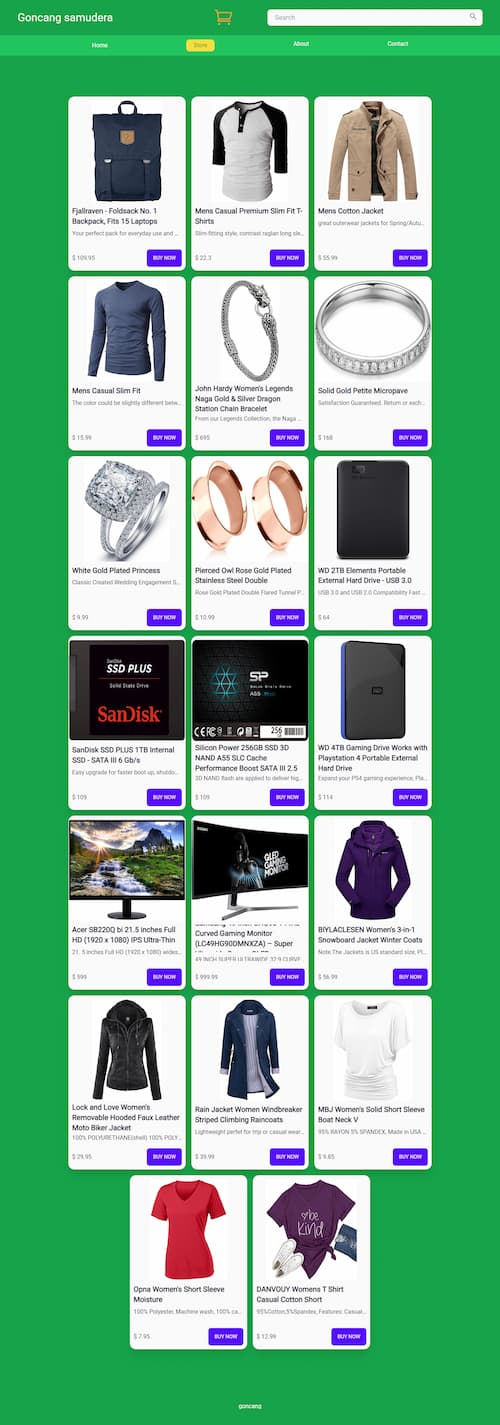 Goncang samudera
Search
Home
Store
About
Contact
Fjallraven - Foldsack No. 1
Backpack, Fits 15 Laptops
Your perfect pack for everyday use and ...
$ 109.95
BUY NOW
Mens Casual Premium Slim Fit T-
Shirts
Slim-fitting style, contrast raglan long sle...
$ 22.3
BUY NOW
Mens Cotton Jacket
great outerwear jackets for Spring/Autu...
$ 55.99
BUY NOW
Mens Casual Slim Fit
The color could be slightly different betw...
$ 15.99
BUY NOW
John Hardy Women's Legends
Naga Gold & Silver Dragon
Station Chain Bracelet
From our Legends Collection, the Naga ...
$ 695
BUY NOW
Solid Gold Petite Micropave
Satisfaction Guaranteed. Return or exch...
$ 168
BUY NOW
White Gold Plated Princess
Classic Created Wedding Engagement S...
$ 9.99
BUY NOW
Pierced Owl Rose Gold Plated
Stainless Steel Double
Rose Gold Plated Double Flared Tunnel P...
$ 10.99
BUY NOW
WD 2TB Elements Portable
External Hard Drive - USB 3.0
USB 3.0 and USB 2.0 Compatibility Fast ...
$ 64
BUY NOW
SanDisk
SSD PLUS
Solid State Drive
SanDisk
SanDisk SSD PLUS 1TB Internal
SSD - SATA III 6 Gb/s
Easy upgrade for faster boot up, shutdo...
$ 109
BUY NOW
SP
Silicon Power
A55
256
Silicon Power 256GB SSD 3D
NAND A55 SLC Cache
Performance Boost SATA III 2.5
3D NAND flash are applied to deliver hig...
$ 109
BUY NOW
WD
WD 4TB Gaming Drive Works with
Playstation 4 Portable External
Hard Drive
Expand your PS4 gaming experience, Pla...
$ 114
BUY NOW
Acer SB220Q bi 21.5 inches Full
HD (1920 x 1080) IPS Ultra-Thin
21. 5 inches Full HD (1920 x 1080) wides...
$ 599
BUY NOW
SAMSUNG
QLED
GAMING
MONITOR
Curved Gaming Monitor
(LC49HG90DMNXZA) – Super
49 INCH SUPER ULTRAWIDE 32:9 CURVE...
$ 999.99
BUY NOW
BIYLACLESEN Women's 3-in-1
Snowboard Jacket Winter Coats
Note:The Jackets is US standard size, Pl...
$ 56.99
BUY NOW
Lock and Love Women's
Removable Hooded Faux Leather
Moto Biker Jacket
100% POLYURETHANE(shell) 100% POLY...
$ 29.95
BUY NOW
Rain Jacket Women Windbreaker
Striped Climbing Raincoats
Lightweight perfet for trip or casual wear...
$ 39.99
BUY NOW
MBJ Women's Solid Short Sleeve
Boat Neck V
95% RAYON 5% SPANDEX, Made in USA ...
$ 9.85
BUY NOW
Opna Women's Short Sleeve
Moisture
100% Polyester, Machine wash, 100% ca...
$ 7.95
BUY NOW
be
kind
DANVOUY Womens T Shirt
Casual Cotton Short
95%Cotton,5%Spandex, Features: Casual...
$ 12.99
BUY NOW
goncang